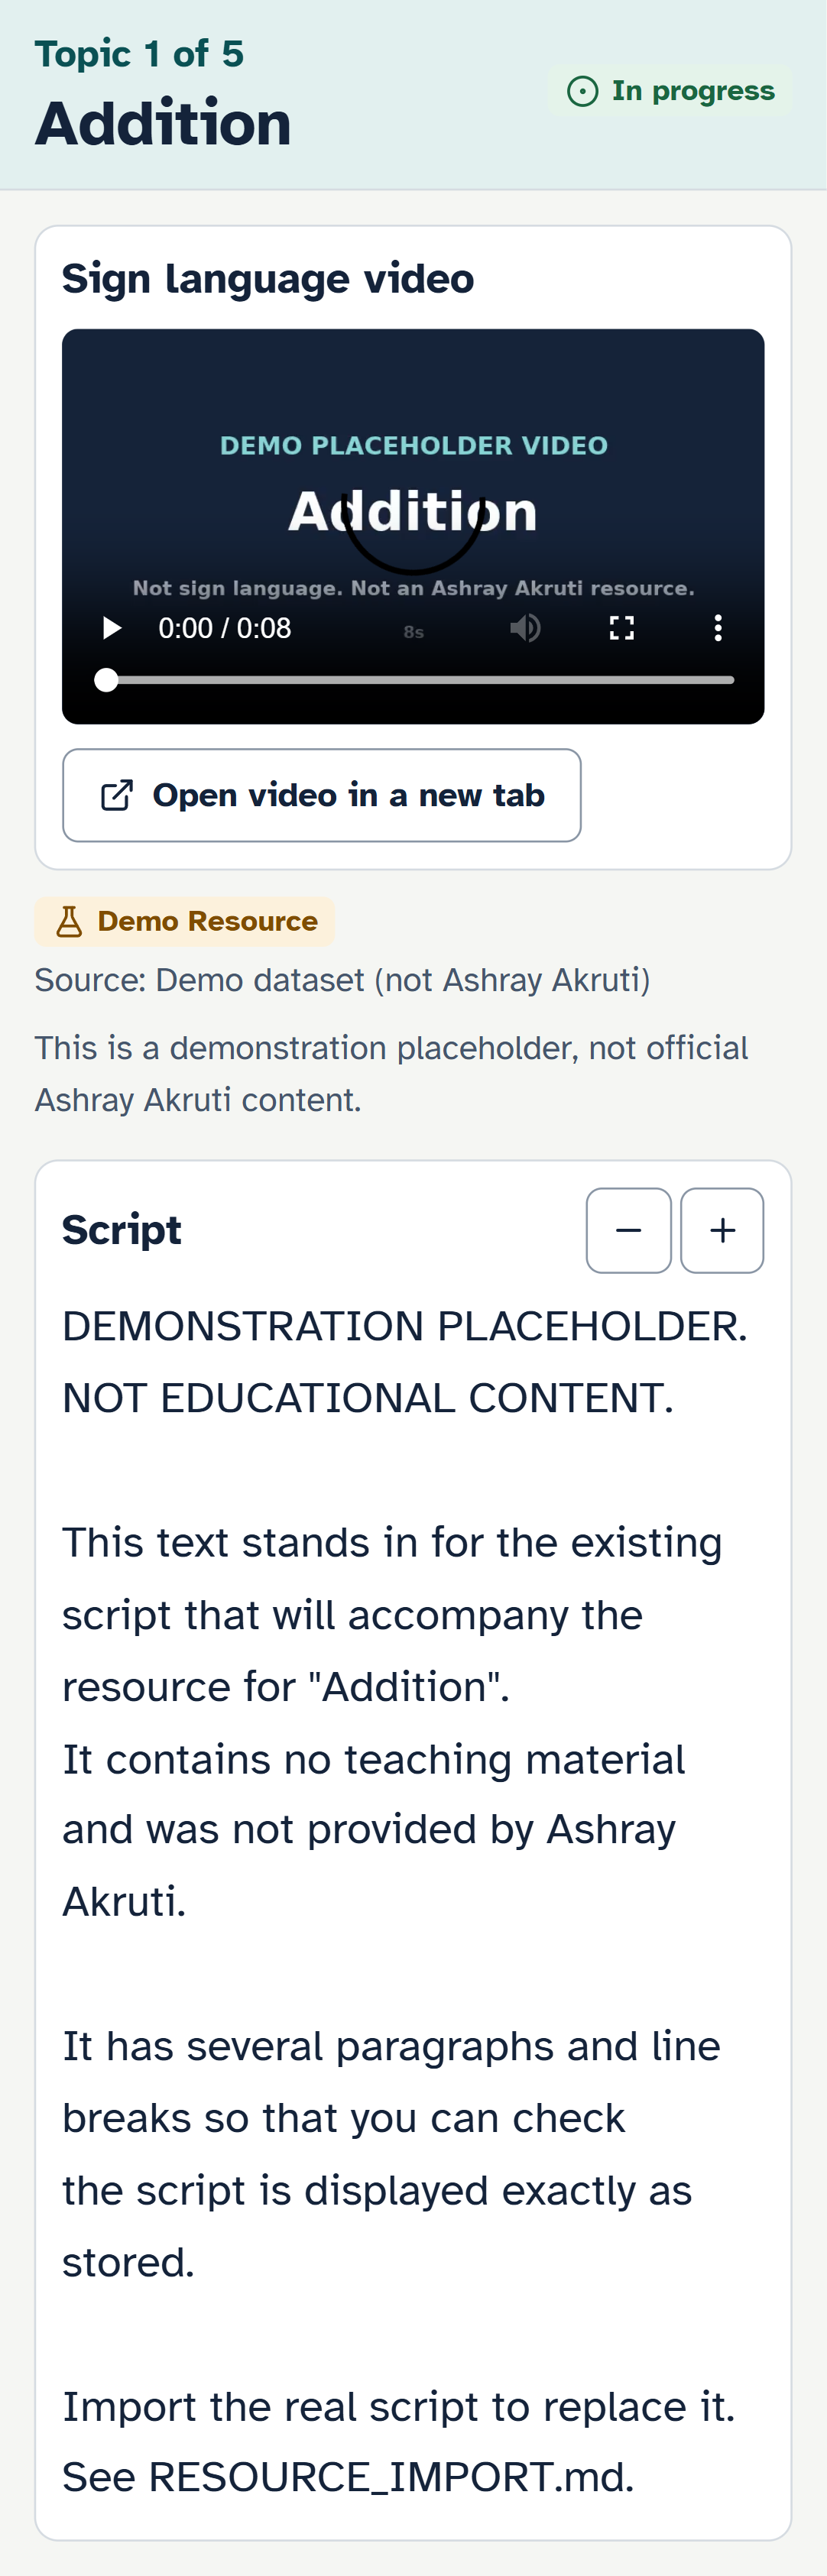 Topic 1 of 5
Addition
In progress
Sign language video
DEMO PLACEHOLDER VIDEO
Addition
Not sign language. Not an Ashray Akruti resource.
0:00 / 0:08
8s
Open video in a new tab
Demo Resource
Source: Demo dataset (not Ashray Akruti)
This is a demonstration placeholder, not official
Ashray Akruti content.
Script
DEMONSTRATION PLACEHOLDER.
NOT EDUCATIONAL CONTENT.
This text stands in for the existing
script that will accompany the
resource for "Addition".
It contains no teaching material
and was not provided by Ashray
Akruti.
It has several paragraphs and line
breaks so that you can check
the script is displayed exactly as
stored.
Import the real script to replace it.
See RESOURCE_IMPORT.md.